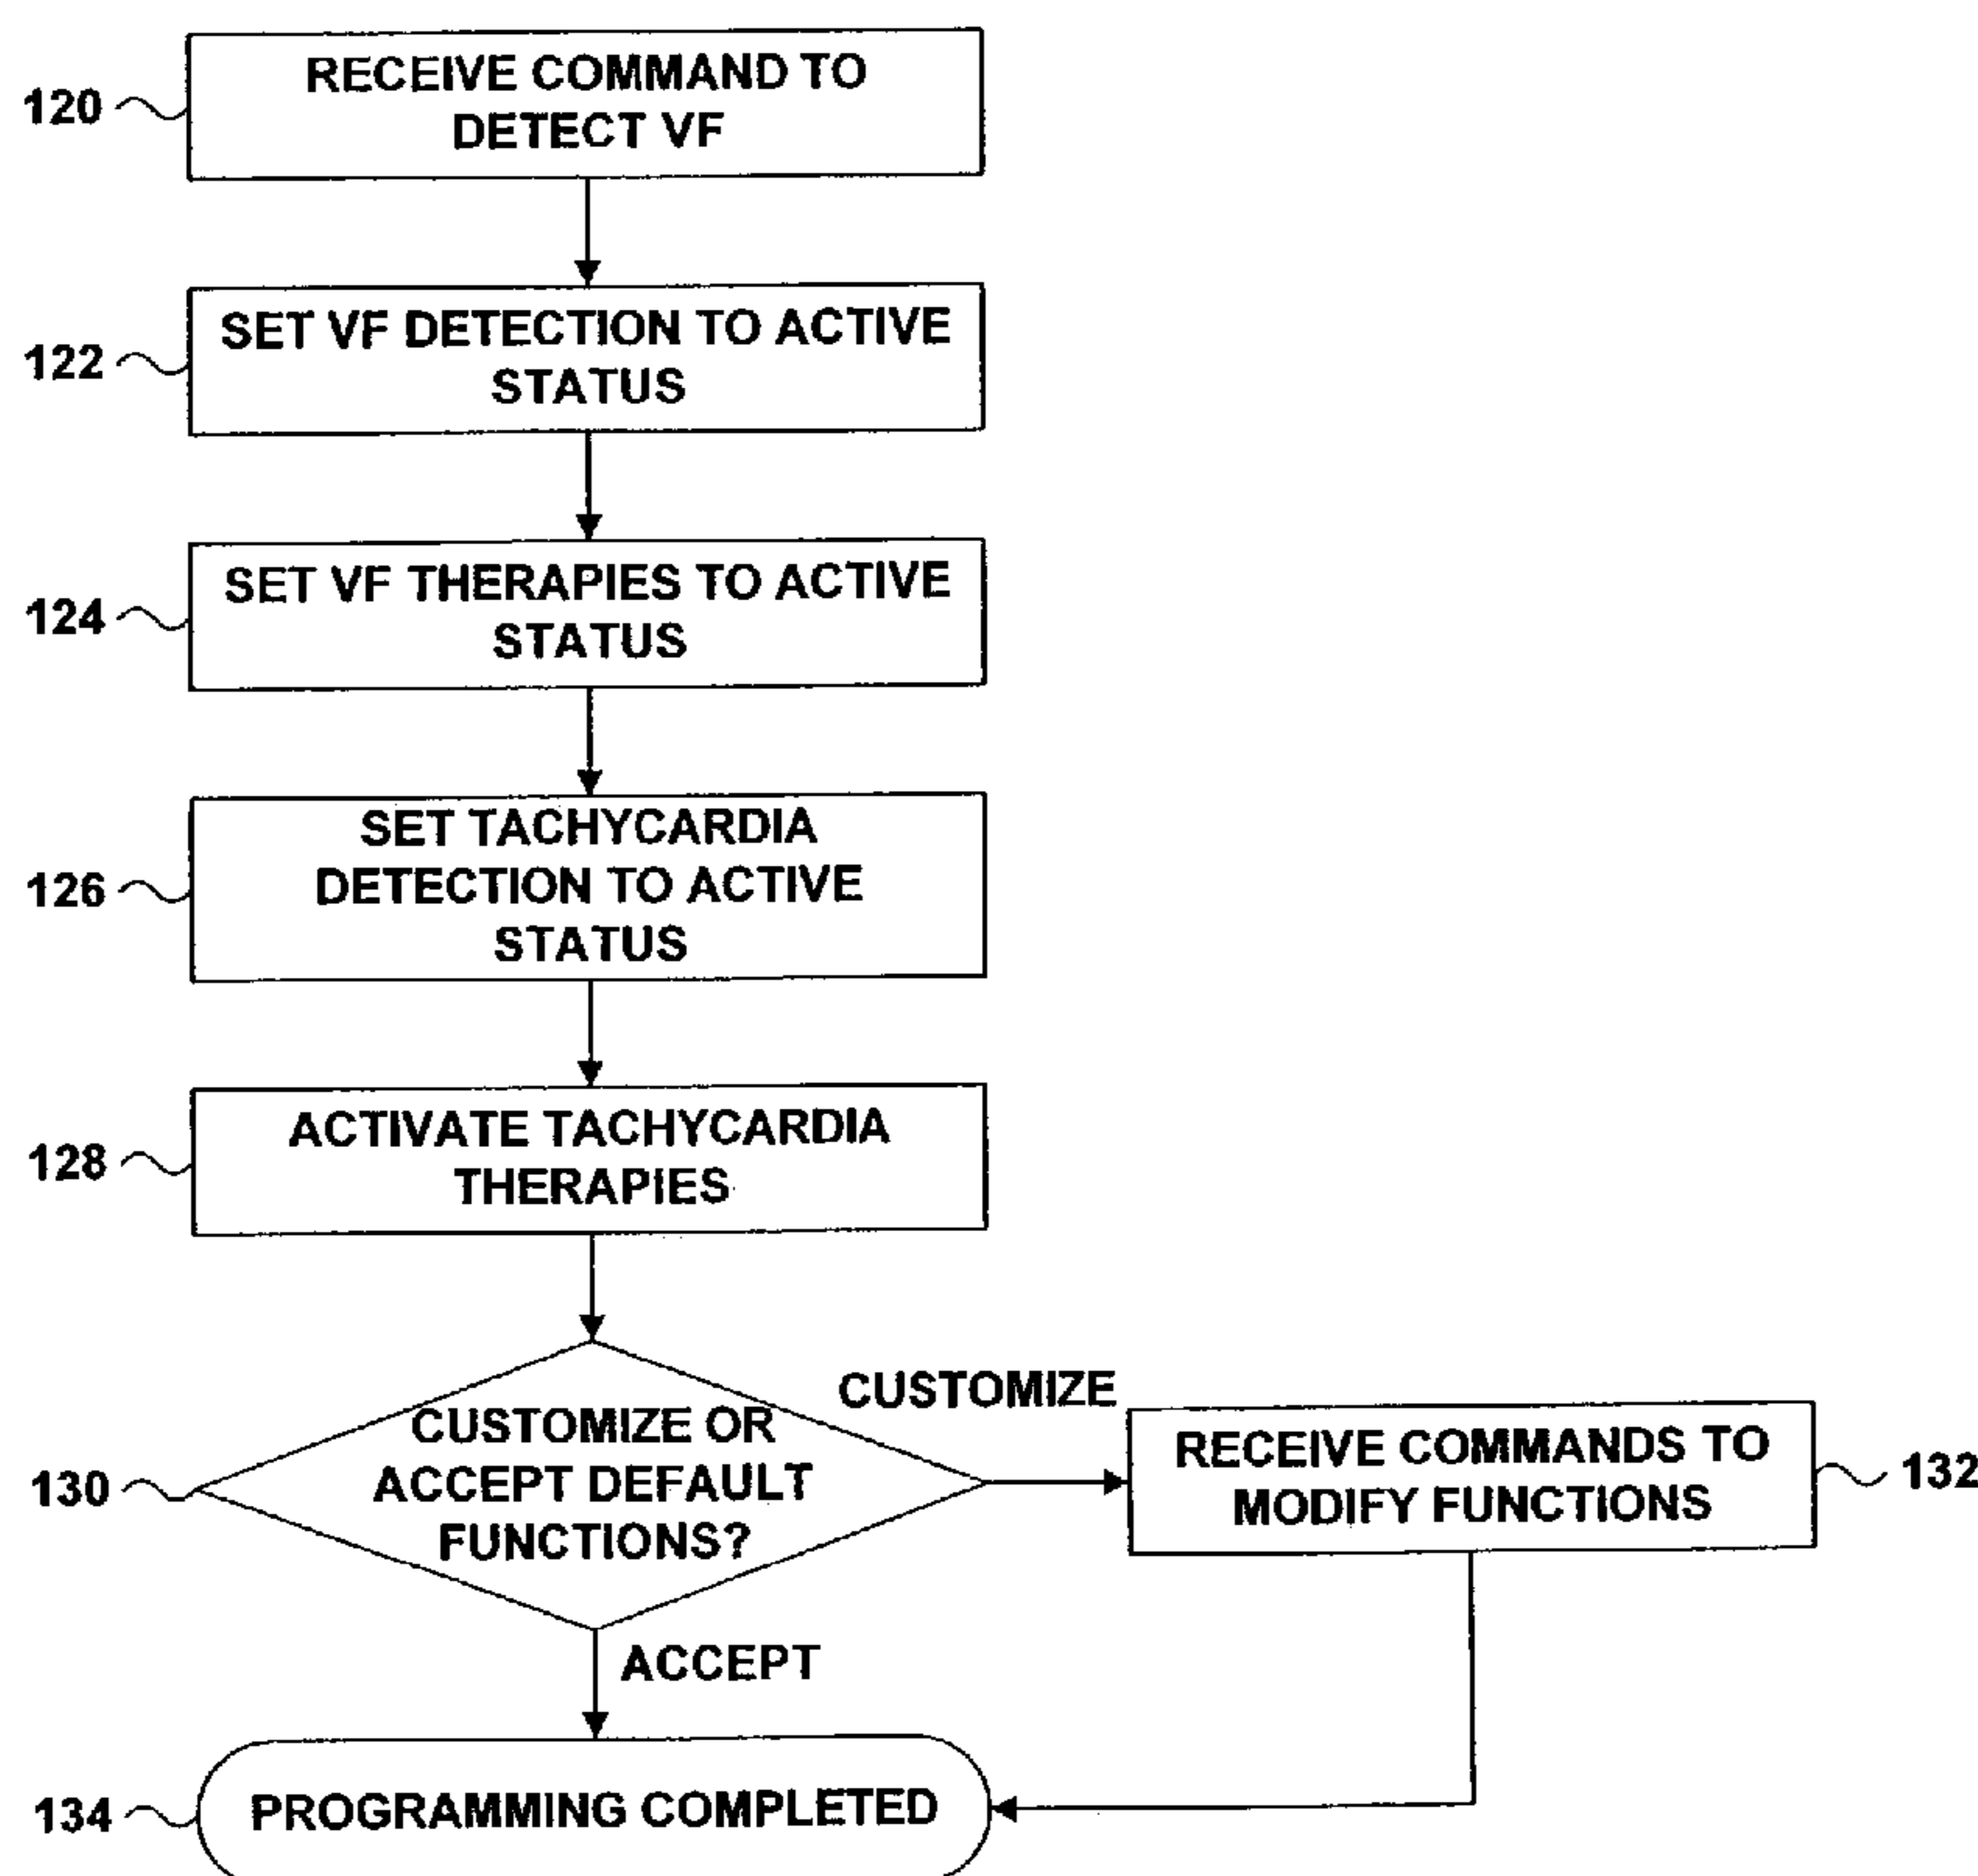 120
RECEIVE COMMAND TO
DETECT VF
122
SET VF DETECTION TO ACTIVE
STATUS
124
SET VF THERAPIES TO ACTIVE
STATUS
126
SET TACHYCARDIA
DETECTION TO ACTIVE
STATUS
128
ACTIVATE TACHYCARDIA
THERAPIES
130
CUSTOMIZE OR
ACCEPT DEFAULT
FUNCTIONS?
CUSTOMIZE
RECEIVE COMMANDS TO
MODIFY FUNCTIONS
132
ACCEPT
134
PROGRAMMING COMPLETED